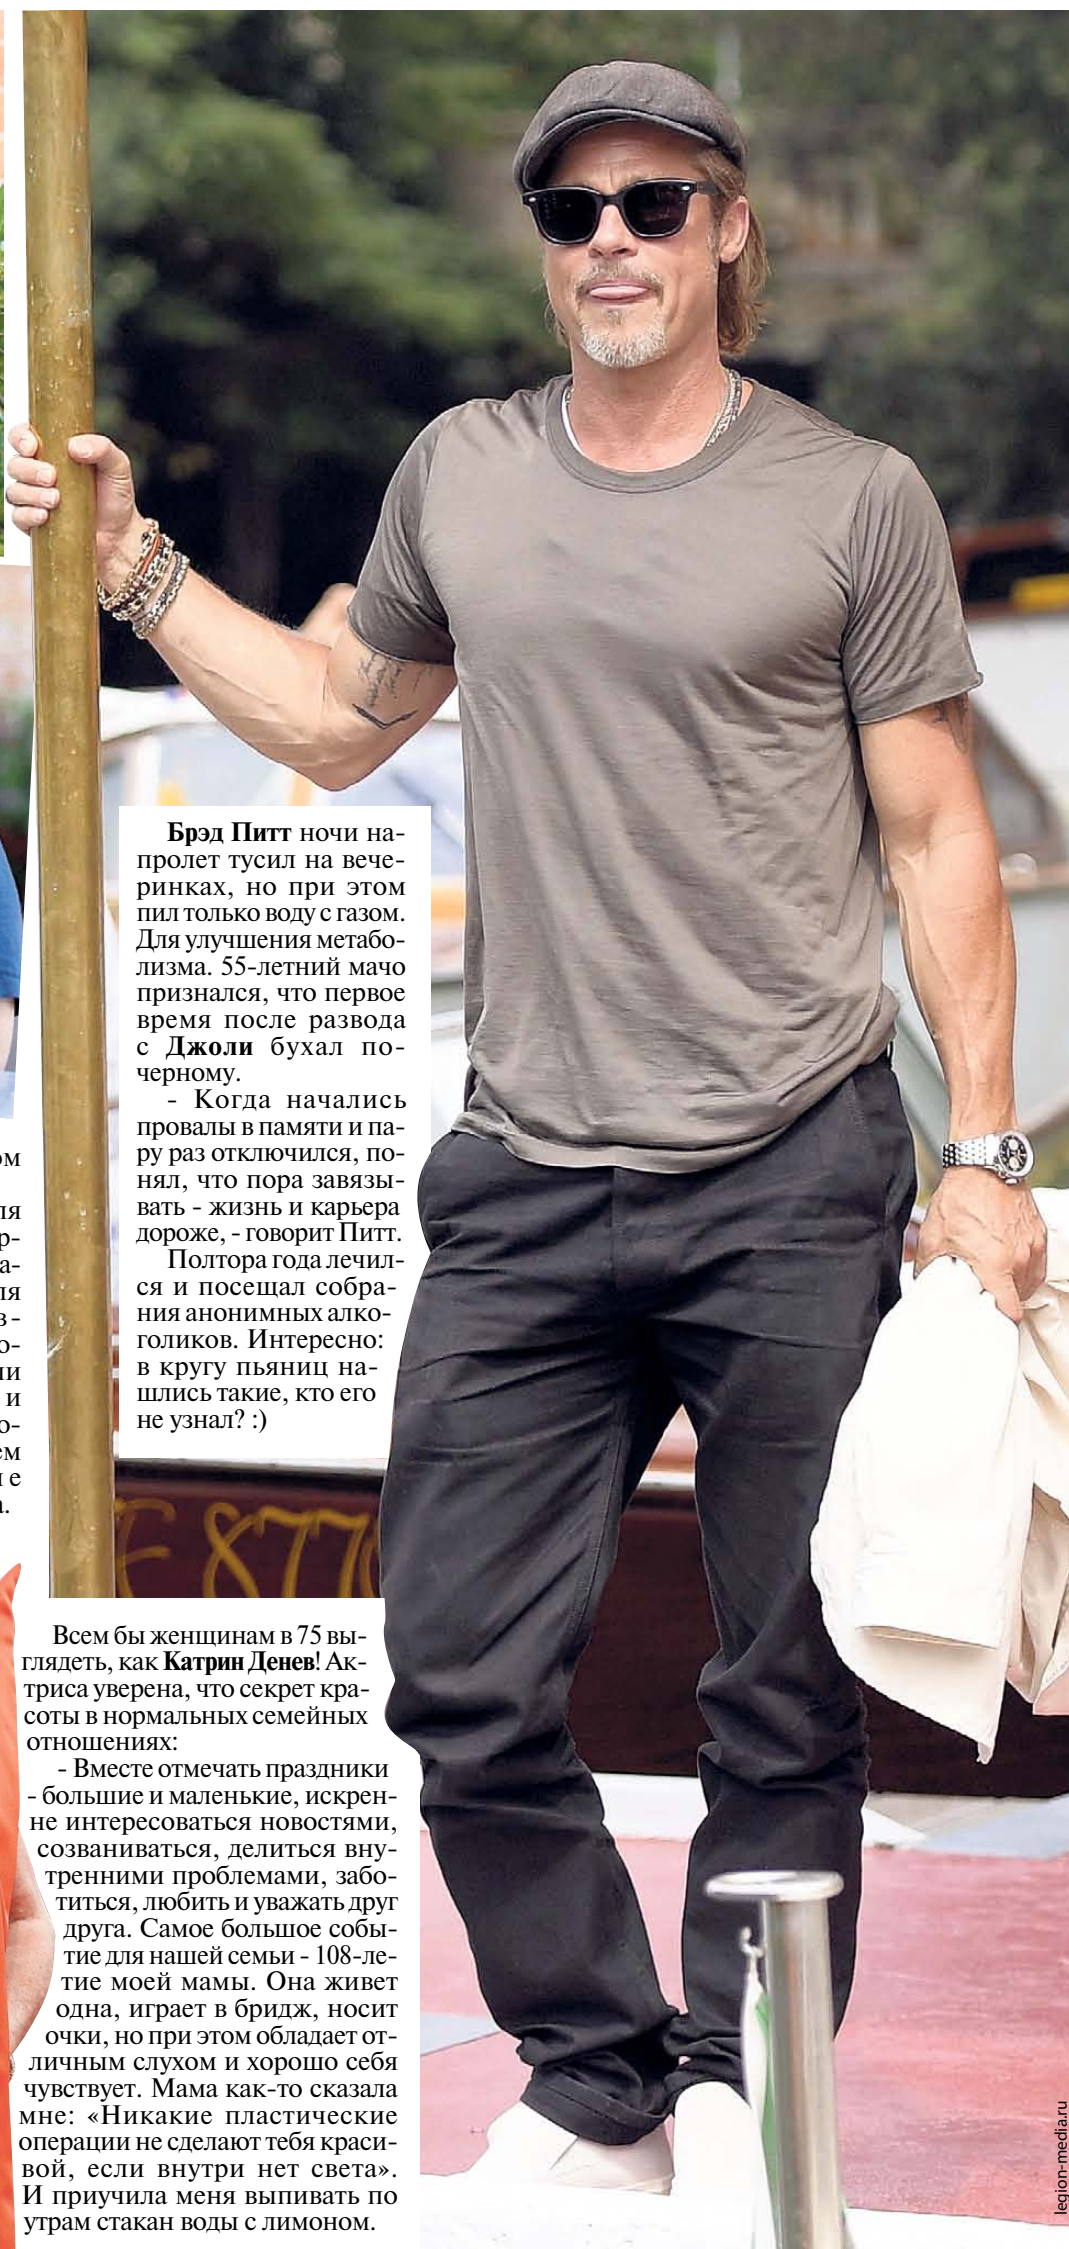 Брэд Питт ночи на-
пролет тусил на вече-
ринках, но при этом
пил только воду с газом.
Для улучшения метабо-
лизма. 55-летний мачо
признался, что первое
время после развода
с Джоли бухал по-
черному.
- Когда начались
провалы в памяти и па-
ру раз отключился, по-
нял, что пора завязы-
вать - жизнь и карьера
дороже, - говорит Питт.
Полтора года лечил-
ся и посещал собра-
ния анонимных алко-
голиков. Интересно:
в кругу пьяниц на-
шлись такие, кто его
не узнал? :)
8770
Всем бы женщинам в 75 вы-
глядеть, как Катрин Денев! Ак-
триса уверена, что секрет кра-
соты в нормальных семейных
отношениях:
- Вместе отмечать праздники
- большие и маленькие, искрен-
не интересоваться новостями,
созваниваться, делиться вну-
тренними проблемами, забо-
титься, любить и уважать друг
друга. Самое большое собы-
тие для нашей семьи - 108-ле-
тие моей мамы. Она живет
одна, играет в бридж, носит
очки, но при этом обладает от-
личным слухом и хорошо себя
чувствует. Мама как-то сказала
мне: «Никакие пластические
операции не сделают тебя краси-
вой, если внутри нет света».
И приучила меня выпивать по
утрам стакан воды с лимоном.
legion-media.ru